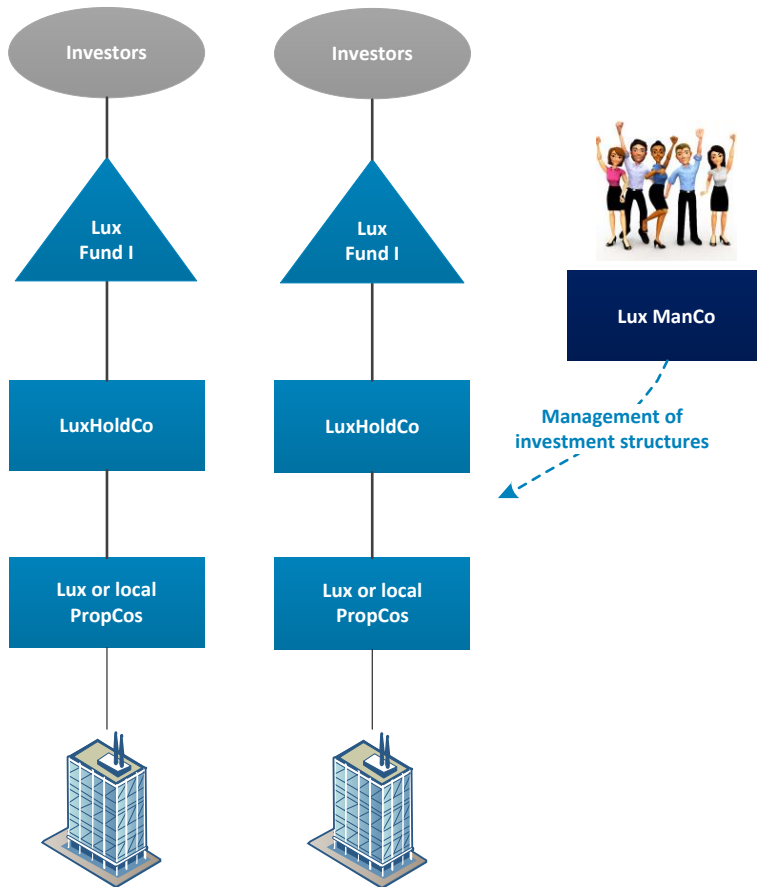 Investors
Investors
Lux
Fund I
Lux
Fund I
Lux ManCo
LuxHoldCo
LuxHoldCo
Management of
investment structures
Lux or local
PropCos
Lux or local
PropCos